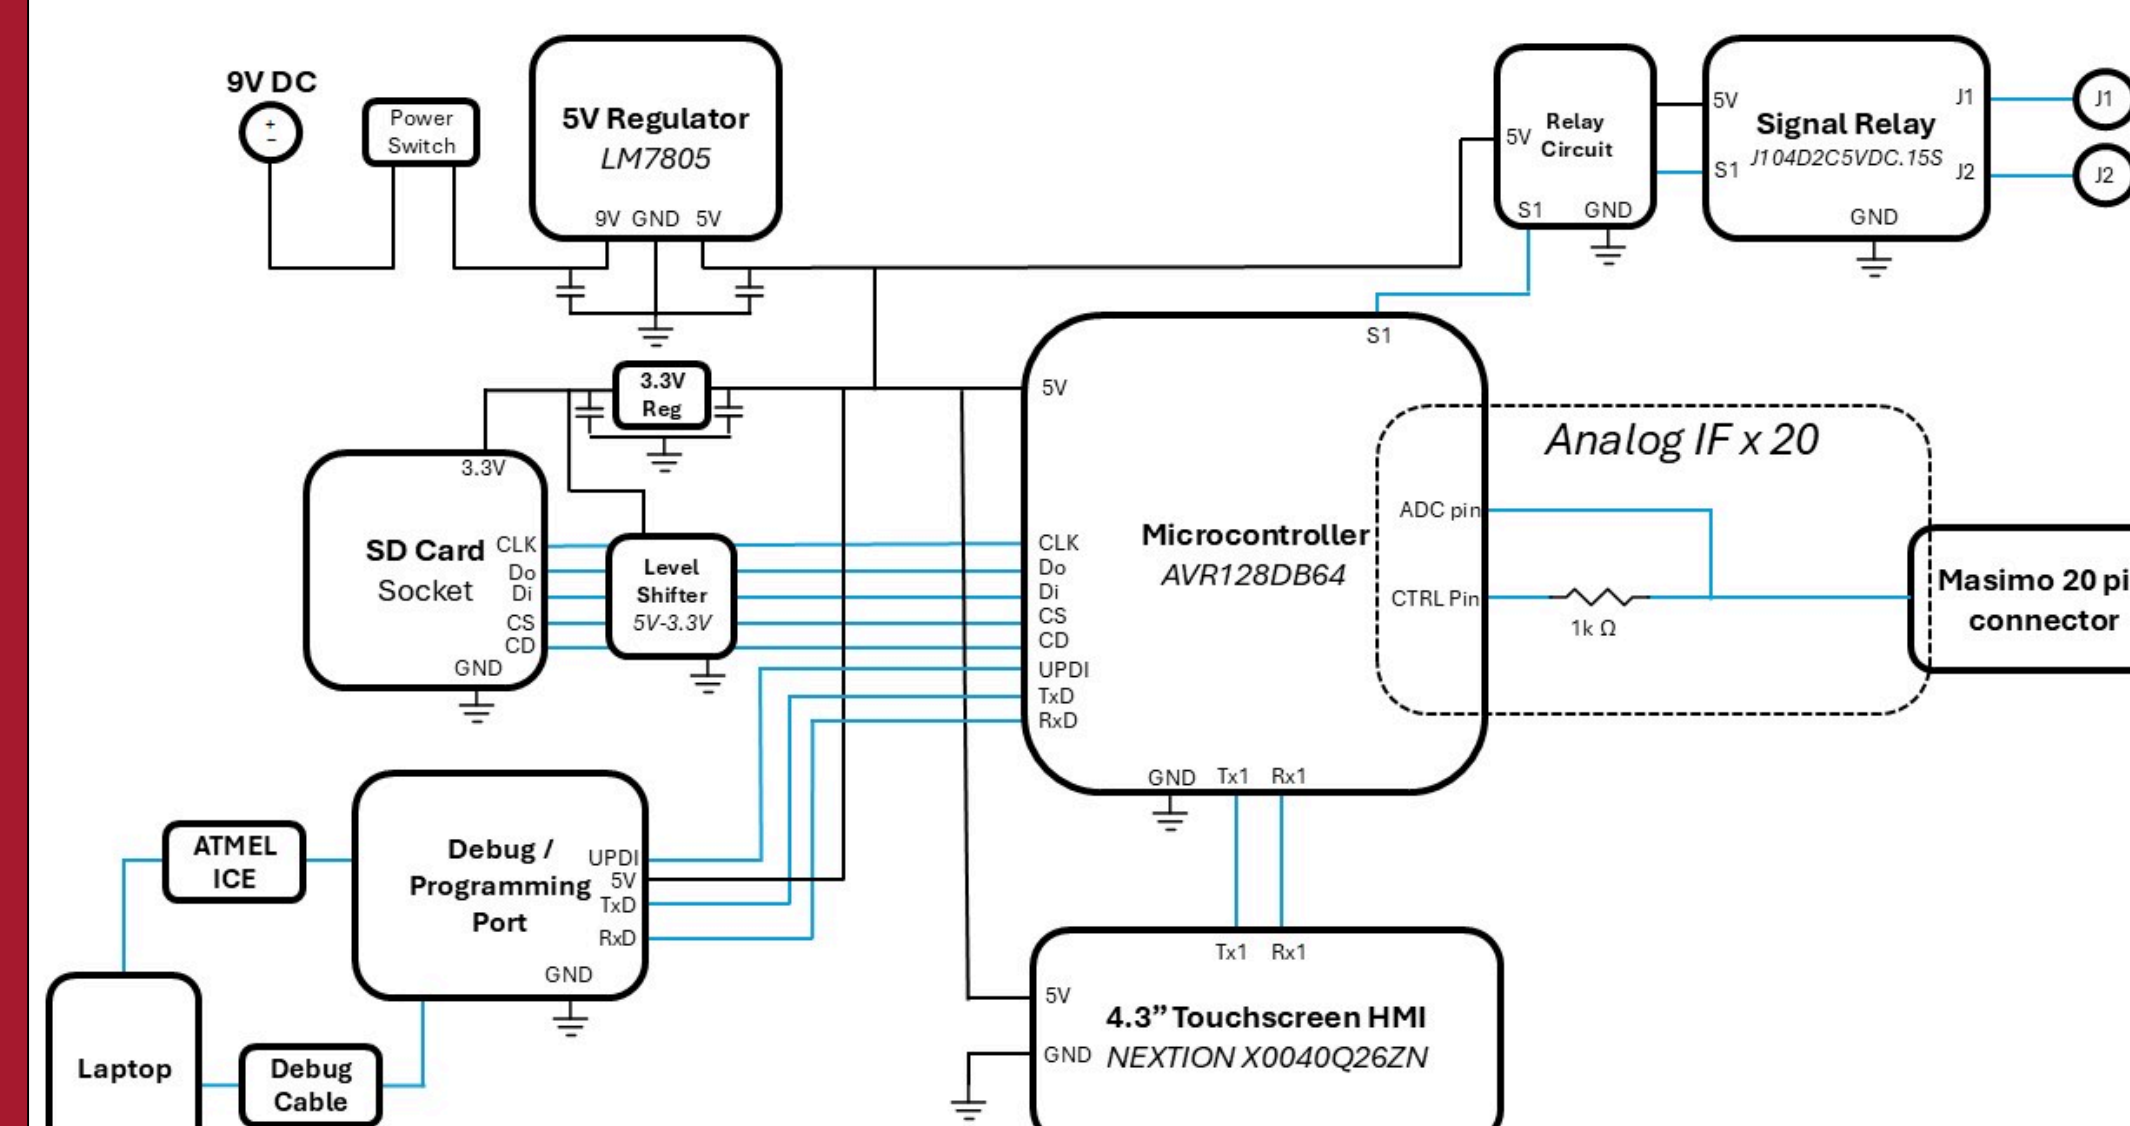 9V DC
+
−
Power
Switch
5V Regulator
LM7805
9V GND 5V
5V
Relay
Circuit
S1 GND
5V
S1
Signal Relay
J104D2C5VDC.15S
J1
J2
GND
J1
J2
3.3V
Reg
3.3V
SD Card
Socket
CLK
Do
Di
CS
CD
GND
Level
Shifter
5V-3.3V
S1
5V
CLK
Do
Di
CS
CD
UPDI
TxD
RxD
Microcontroller
AVR128DB64
GND Tx1 Rx1
Analog IF x 20
ADC pin
CTRL Pin
1k Ω
Masimo 20 pi
connector
ATMEL
ICE
Debug /
Programming
Port
UPDI
5V
TxD
RxD
GND
Laptop
Debug
Cable
Tx1 Rx1
5V
GND
4.3” Touchscreen HMI
NEXTION X0040Q26ZN